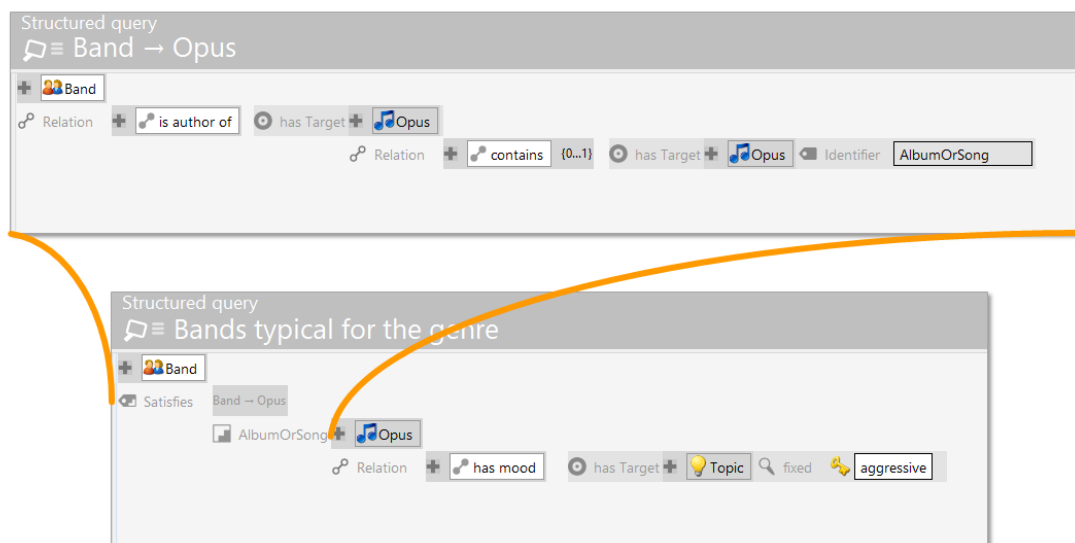 Structured query
Band → Opus
Band
Relation is author of has Target Opus
Relation contains {0...1} has Target Opus Identifier AlbumOrSong
Structured query
Bands typical for the genre
Band
Satisfies Band → Opus
AlbumOrSong Opus
Relation has mood has Target Topic fixed aggressive